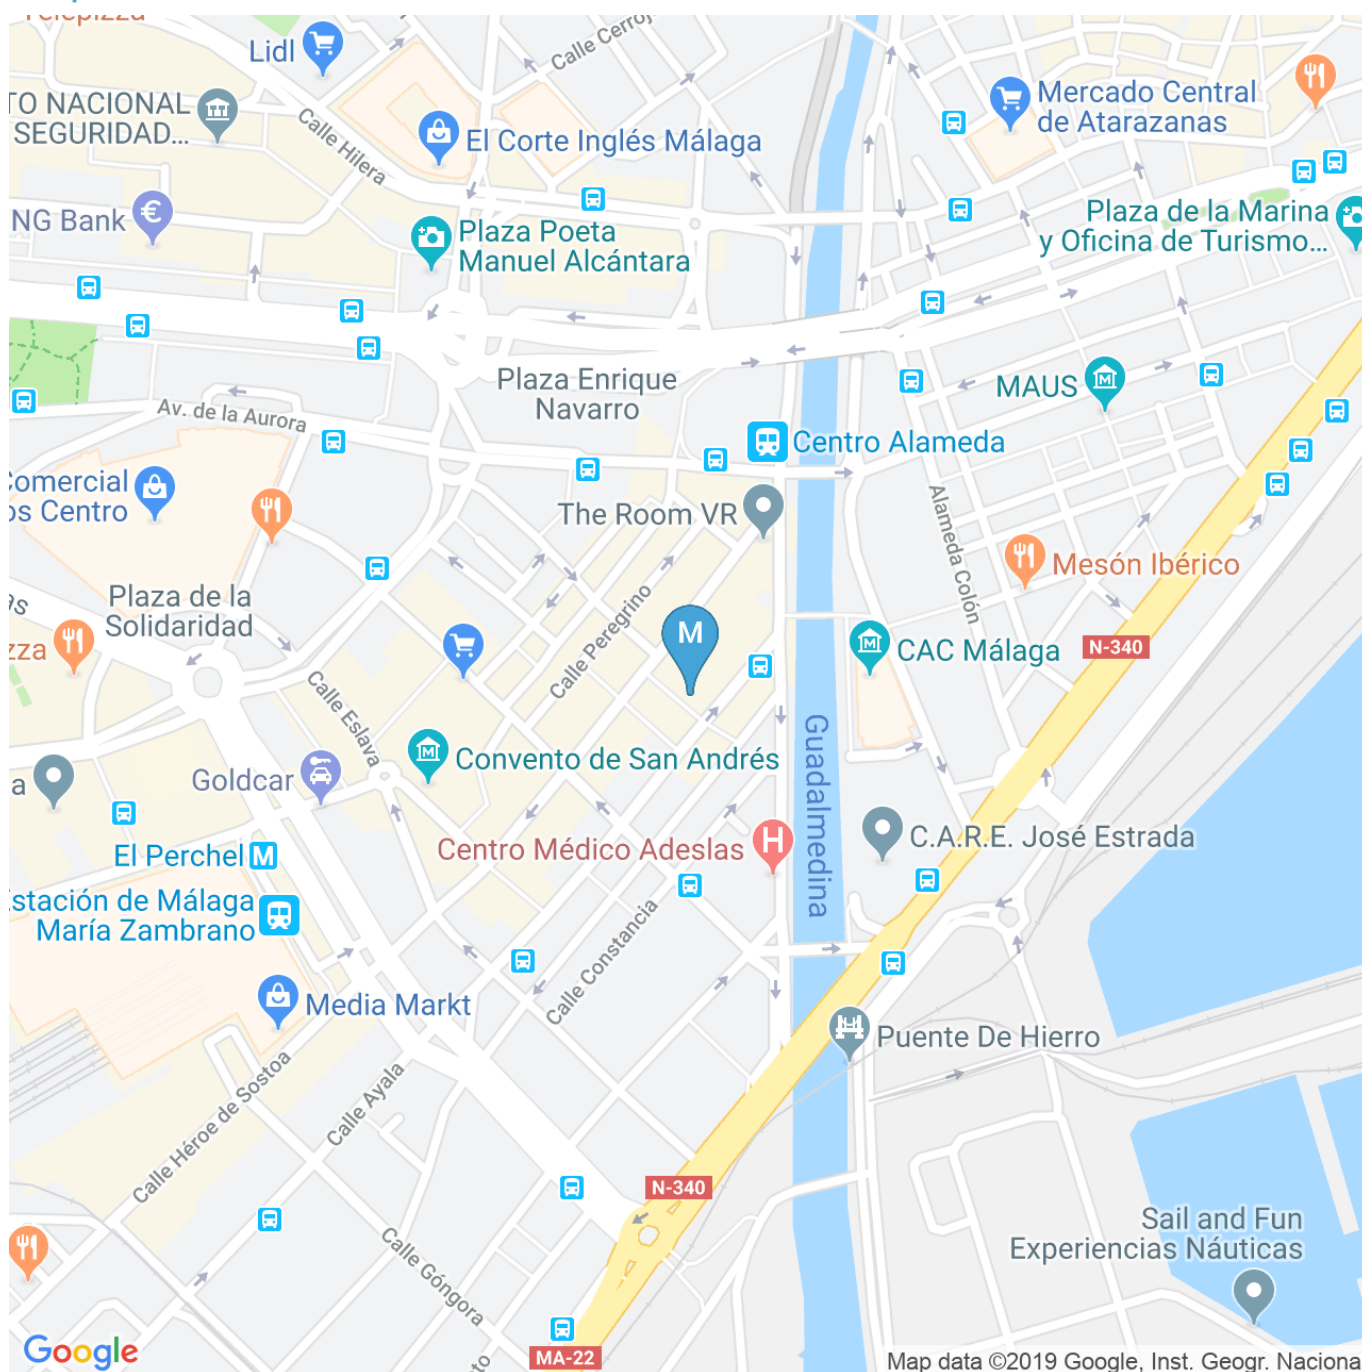 Telepizza
Lidl
Calle Cerrojo
TO NACIONAL
SEGURIDAD...
Calle Hilera
El Corte Inglés Málaga
Mercado Central
de Atarazanas
NG Bank
Plaza Poeta
Manuel Alcántara
Plaza de la Marina
y Oficina de Turismo...
Plaza Enrique
Navarro
MAUS
Av. de la Aurora
Centro Alameda
Comercial
os Centro
The Room VR
Alameda Colón
Mesón Ibérico
Plaza de la
Solidaridad
Calle Peregrino
M
zza
CAC Málaga
N-340
Calle Eslava
Convento de San Andrés
Goldcar
Guadalmedina
a
C.A.R.E. José Estrada
Centro Médico Adeslas
H
El Perchel M
Estación de Málaga
María Zambrano
Calle Constancia
Media Markt
Puente De Hierro
Calle Ayala
Calle Héroe de Sostoa
N-340
Sail and Fun
Experiencias Náuticas
Calle Góngora
Google
MA-22
Map data ©2019 Google, Inst. Geogr. Naciona